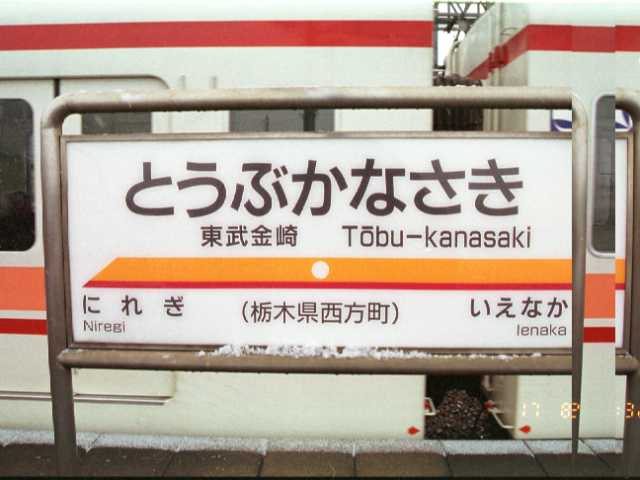 とうぶかなさき
東武金崎 Tōbu-kanasaki
にれぎ
Niregi
(栃木県西方町)
いえなか
Ienaka